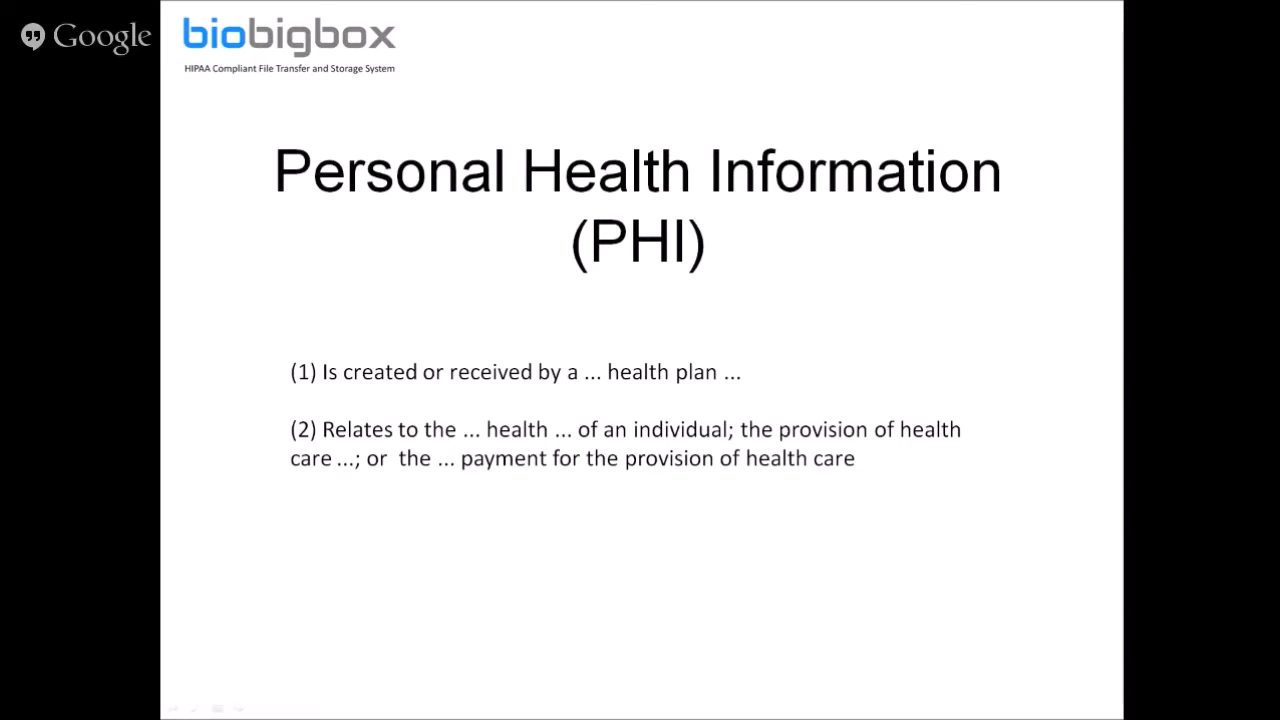 Google
biobigbox
HIPAA Compliant File Transfer and Storage System
Personal Health Information
(PHI)
(1) Is created or received by a ... health plan ...
(2) Relates to the ... health ... of an individual; the provision of health
care ...; or the ... payment for the provision of health care